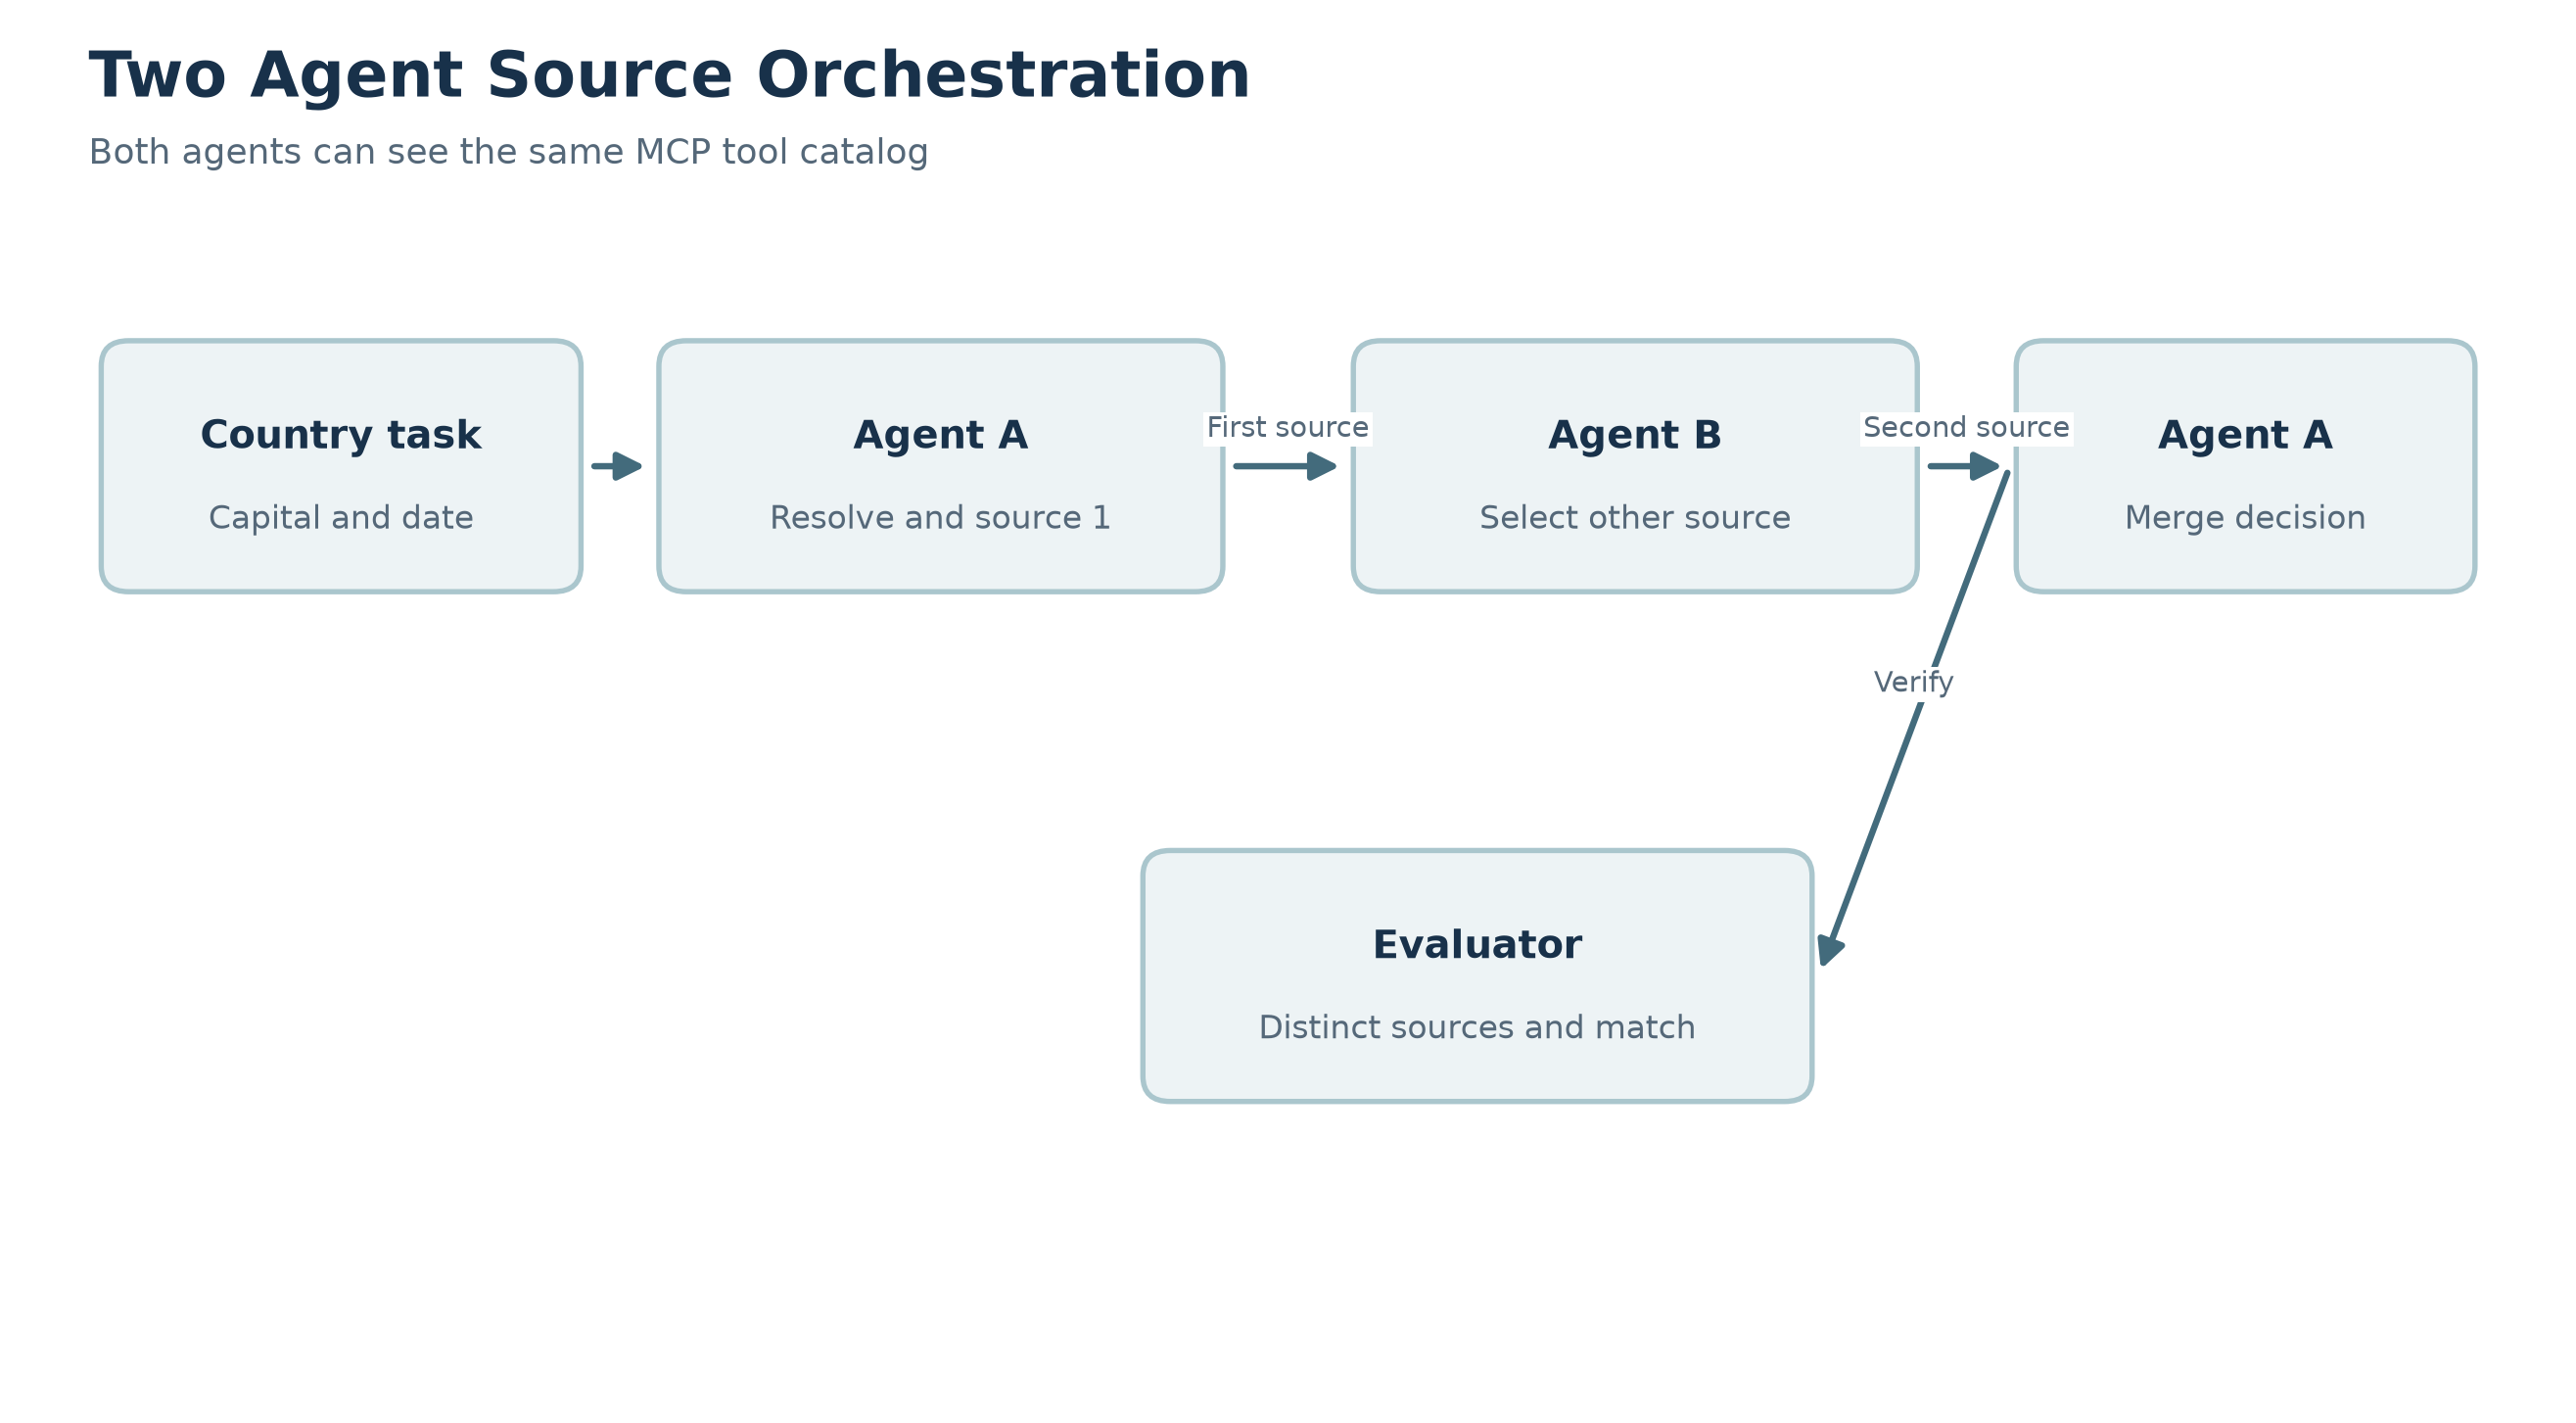 Two Agent Source Orchestration
Both agents can see the same MCP tool catalog
Country task
Capital and date
Agent A
Resolve and source 1
First source
Agent B
Select other source
Second source
Agent A
Merge decision
Verify
Evaluator
Distinct sources and match